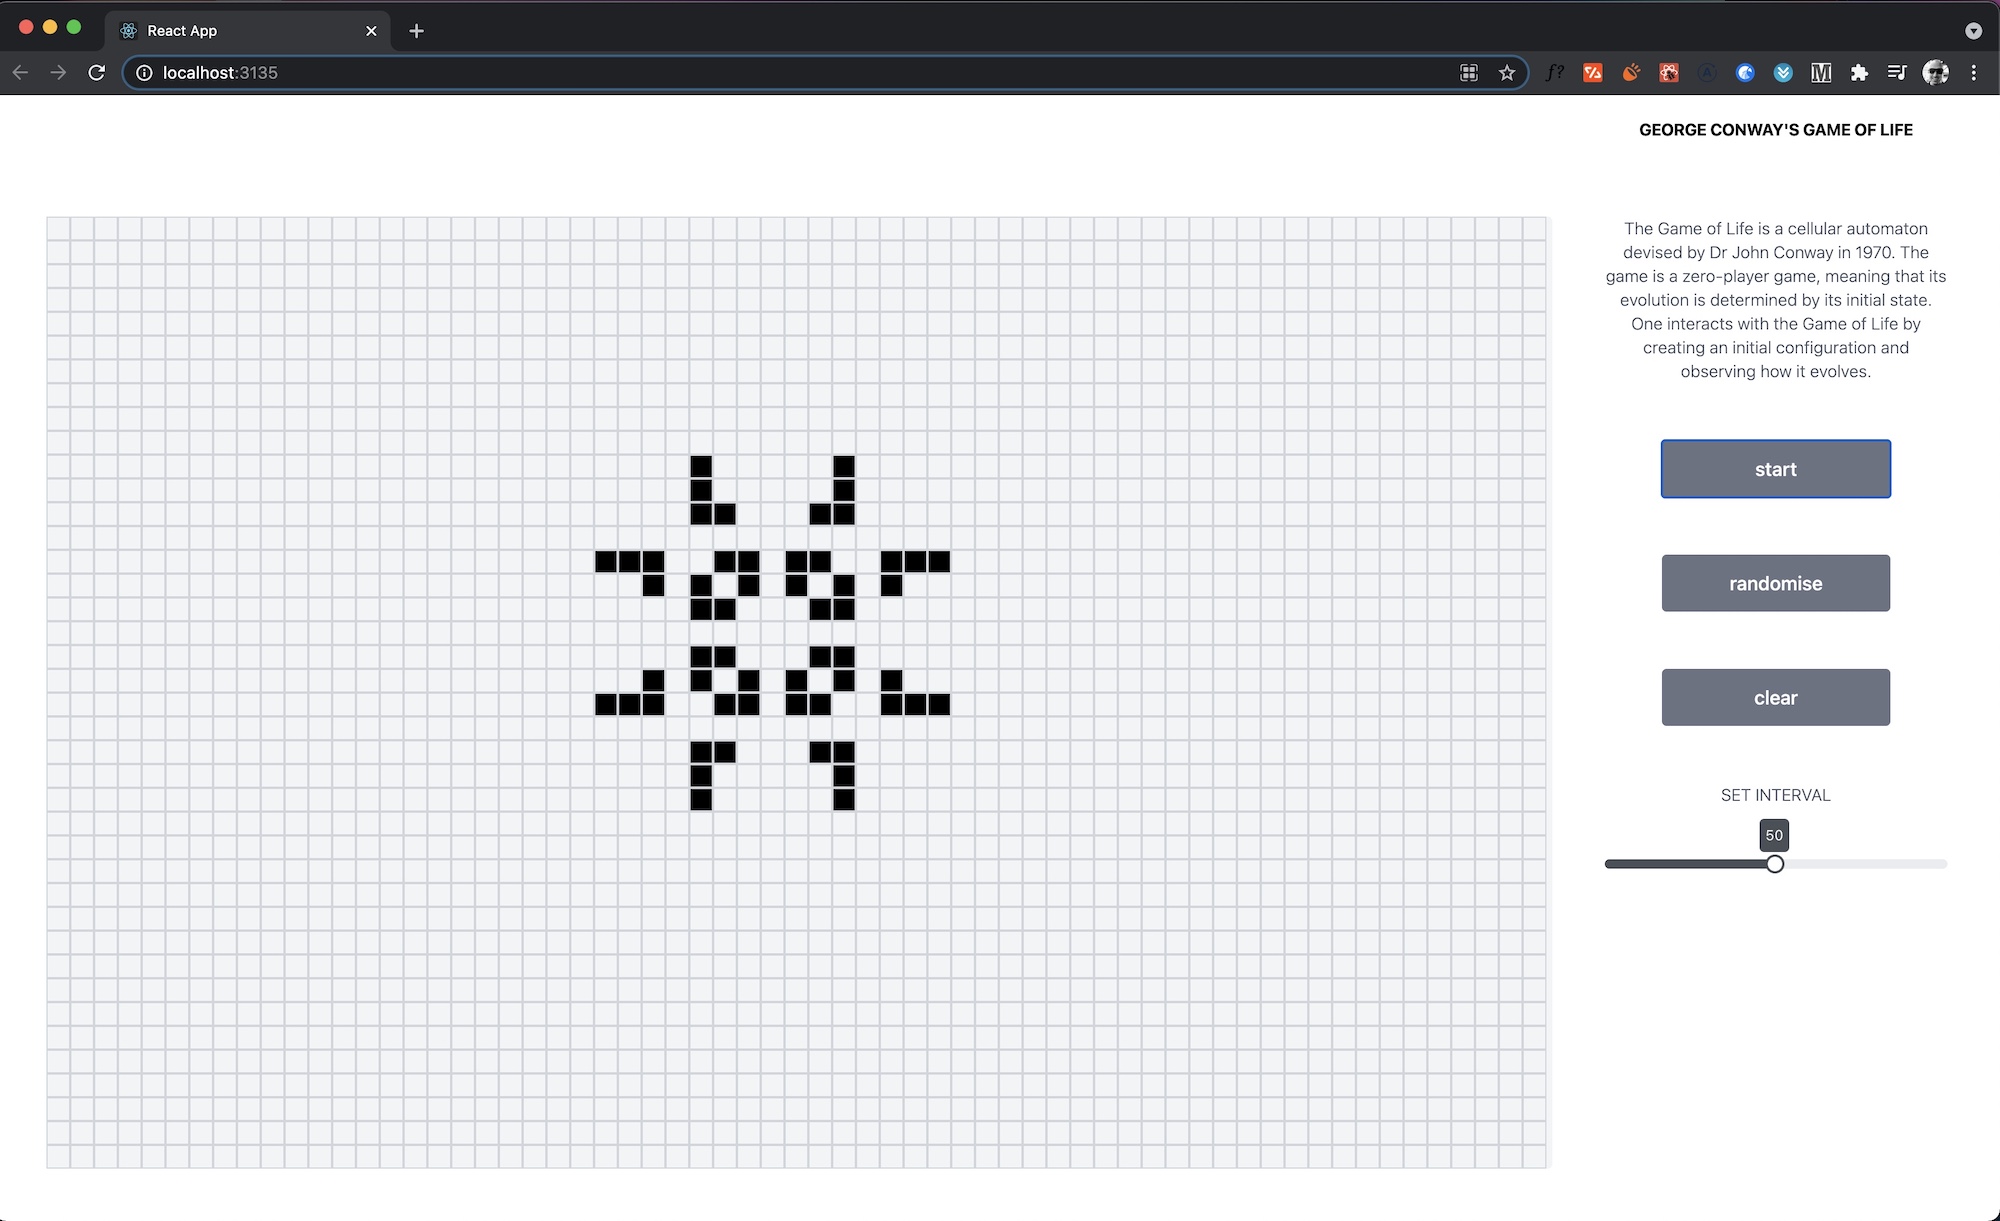 React App
localhost:3135
f?
GEORGE CONWAY'S GAME OF LIFE
The Game of Life is a cellular automaton
devised by Dr John Conway in 1970. The
game is a zero-player game, meaning that its
evolution is determined by its initial state.
One interacts with the Game of Life by
creating an initial configuration and
observing how it evolves.
start
randomise
clear
SET INTERVAL
50